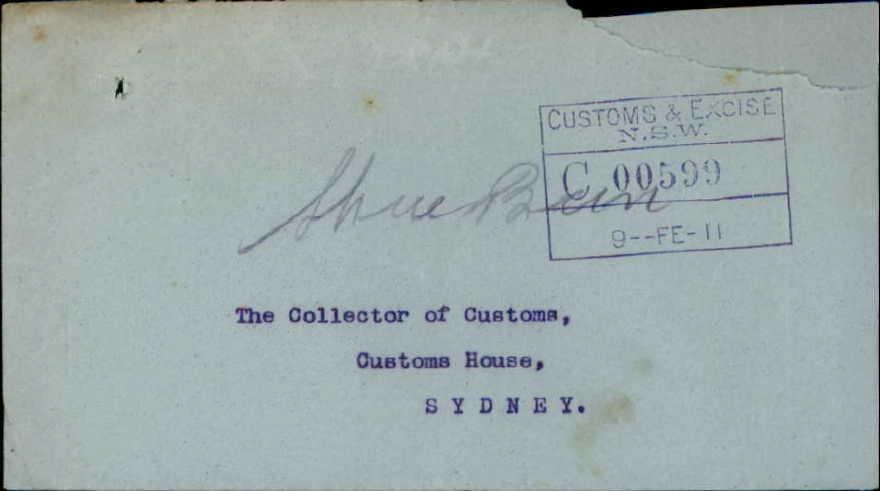 CUSTOMS & EXCISE
N.S.W.
C 00599
9--FE-11
The Collector of Customs,
Customs House,
SYDNEY.